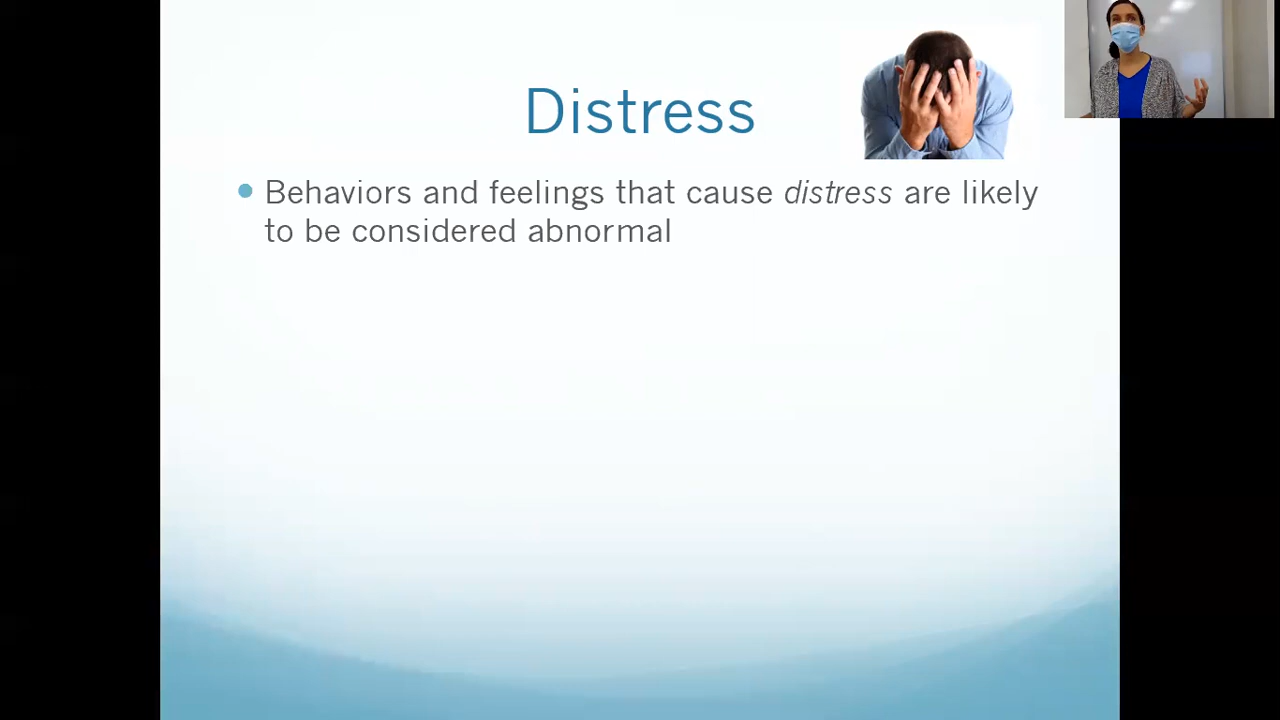 Distress
Behaviors and feelings that cause distress are likely
to be considered abnormal